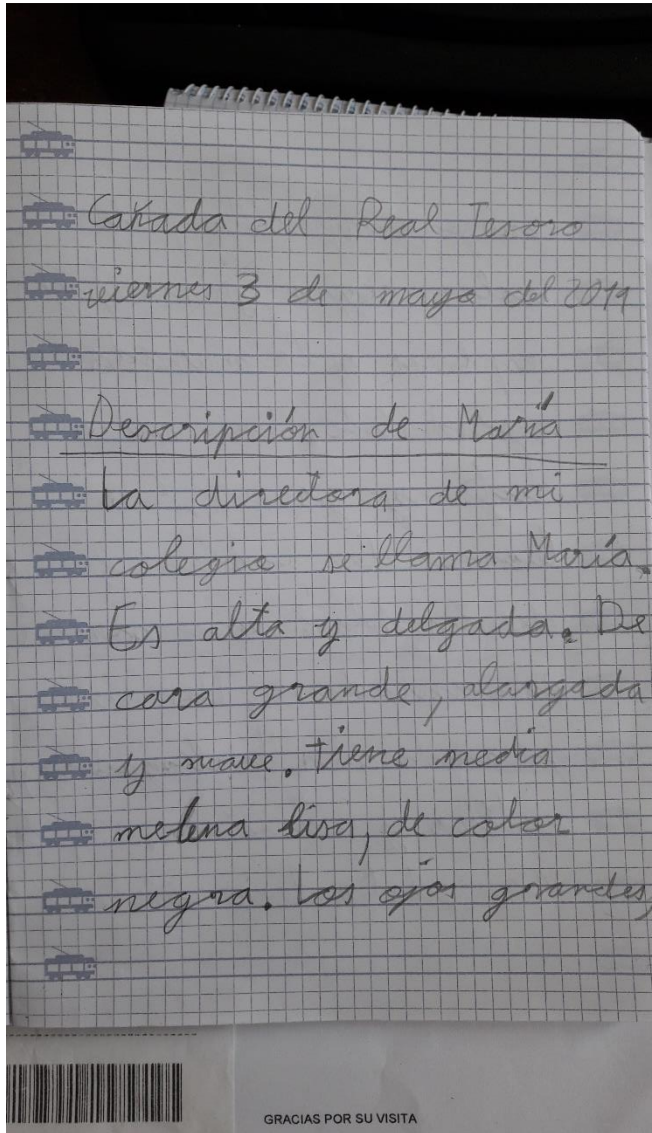 Cañada del Real Tesoro
viernes 3 de mayo del 2019
Descripción de María
La directora de mi
colegio se llama María.
Es alta y delgada. De
cara grande, alargada
y suave. tiene media
melena lisa, de color
negra. Los ojos grandes,
GRACIAS POR SU VISITA